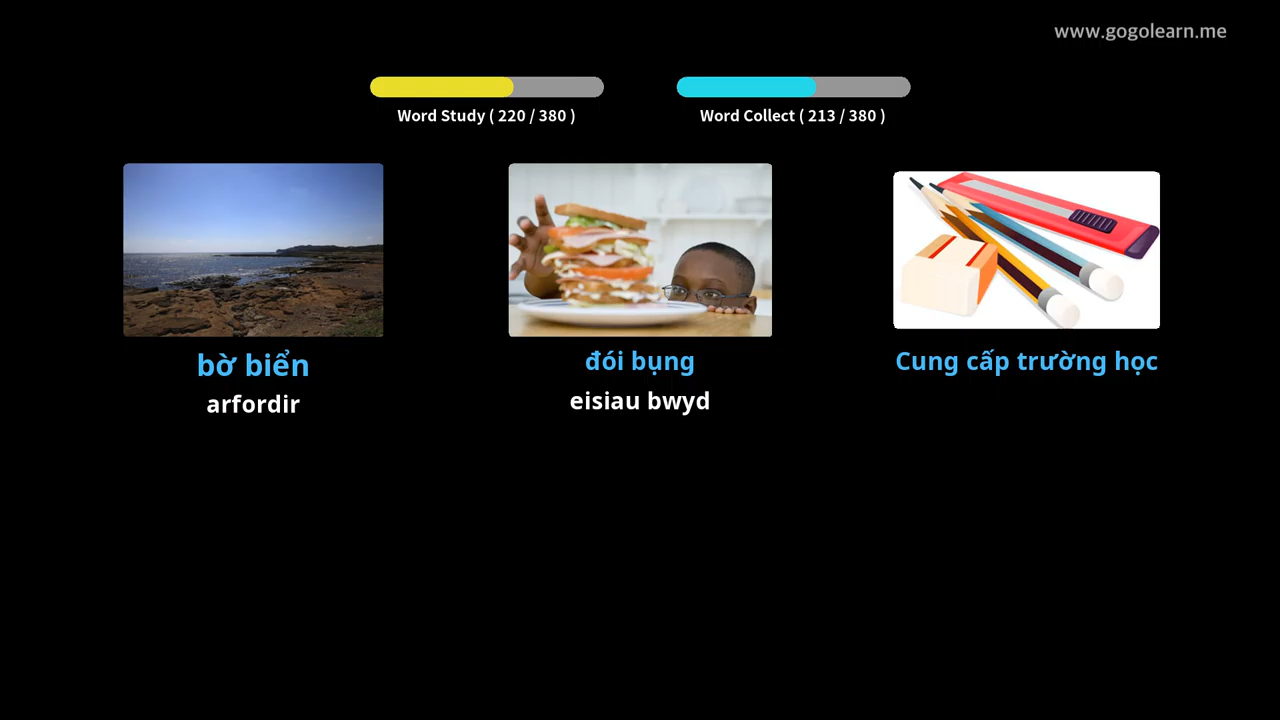 www.gogolearn.me
Word Study ( 220 / 380 )
Word Collect ( 213 / 380 )
bờ biển
arfordir
đói bụng
eisiau bwyd
Cung cấp trường học